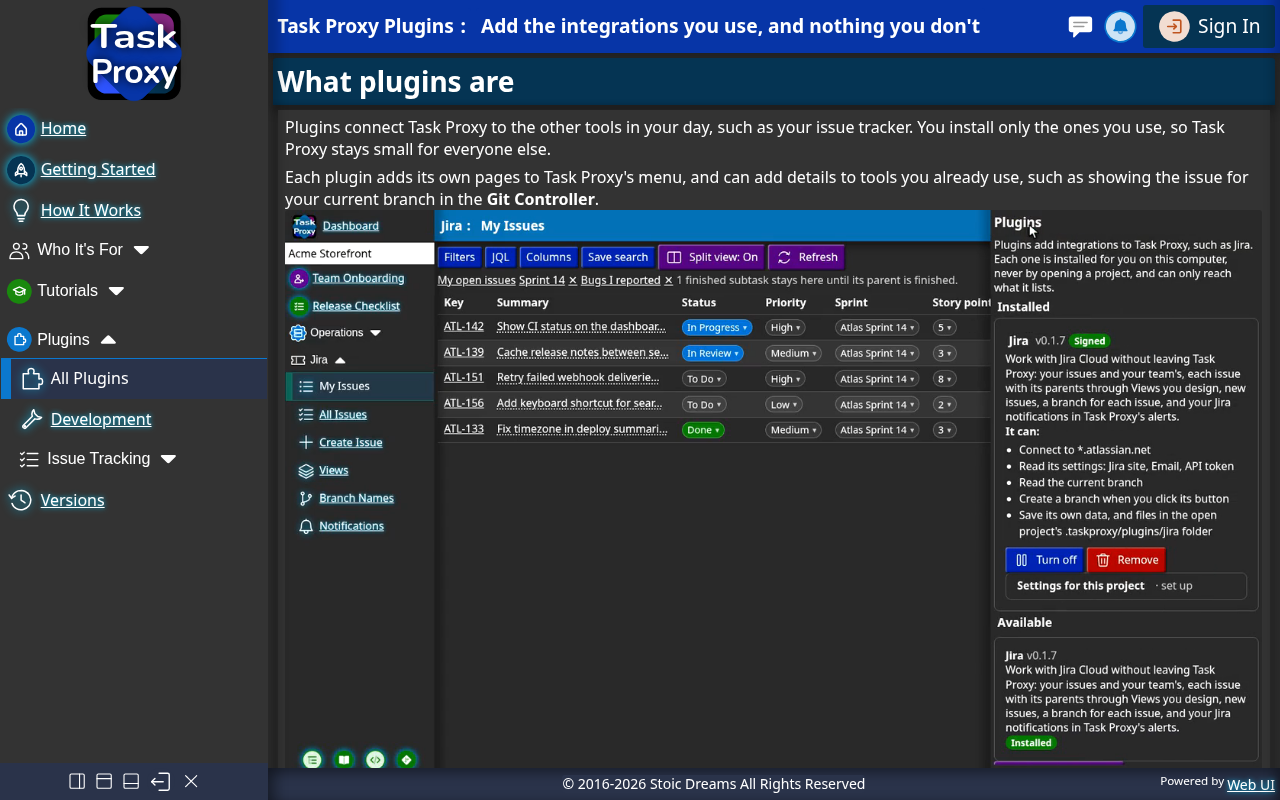 Task
Proxy
Home
Getting Started
How It Works
Who It's For
Tutorials
Plugins
All Plugins
Development
Issue Tracking
Versions
Task Proxy Plugins : Add the integrations you use, and nothing you don't
Sign In
What plugins are
Plugins connect Task Proxy to the other tools in your day, such as your issue tracker. You install only the ones you use, so Task
Proxy stays small for everyone else.
Each plugin adds its own pages to Task Proxy's menu, and can add details to tools you already use, such as showing the issue for
your current branch in the Git Controller.
Task
Proxy
Dashboard
Acme Storefront
Team Onboarding
Release Checklist
Operations
Jira
My Issues
All Issues
Create Issue
Views
Branch Names
Notifications
Jira : My Issues
Filters JQL Columns Save search Split view: On Refresh
My open issues Sprint 14 ✕ Bugs I reported ✕ 1 finished subtask stays here until its parent is finished.
Key Summary Status Priority Sprint Story point
ATL-142 Show CI status on the dashboar... In Progress High Atlas Sprint 14 5
ATL-139 Cache release notes between se... In Review Medium Atlas Sprint 14 3
ATL-151 Retry failed webhook deliverie... To Do High Atlas Sprint 14 8
ATL-156 Add keyboard shortcut for sear... To Do Low Atlas Sprint 14 2
ATL-133 Fix timezone in deploy summari... Done Medium Atlas Sprint 14 3
Plugins
Plugins add integrations to Task Proxy, such as Jira.
Each one is installed for you on this computer,
never by opening a project, and can only reach
what it lists.
Installed
Jira v0.1.7 Signed
Work with Jira Cloud without leaving Task
Proxy: your issues and your team's, each issue
with its parents through Views you design, new
issues, a branch for each issue, and your Jira
notifications in Task Proxy's alerts.
It can:
• Connect to *.atlassian.net
• Read its settings: Jira site, Email, API token
• Read the current branch
• Create a branch when you click its button
• Save its own data, and files in the open
project's .taskproxy/plugins/jira folder
Turn off Remove
Settings for this project · set up
Available
Jira v0.1.7
Work with Jira Cloud without leaving Task
Proxy: your issues and your team's, each issue
with its parents through Views you design, new
issues, a branch for each issue, and your Jira
notifications in Task Proxy's alerts.
Installed
© 2016-2026 Stoic Dreams All Rights Reserved
Powered by Web UI